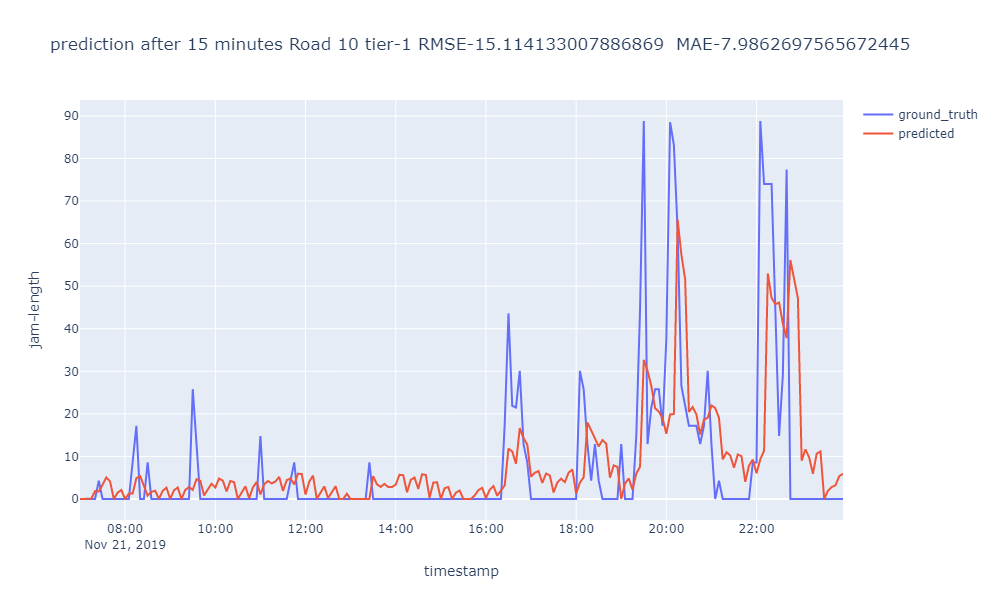 prediction after 15 minutes Road 10 tier-1 RMSE-15.114133007886869  MAE-7.9862697565672445
ground_truth
predicted
90
80
70
60
50
40
30
20
10
0
jam-length
08:00 10:00 12:00 14:00 16:00 18:00 20:00 22:00
Nov 21, 2019
timestamp